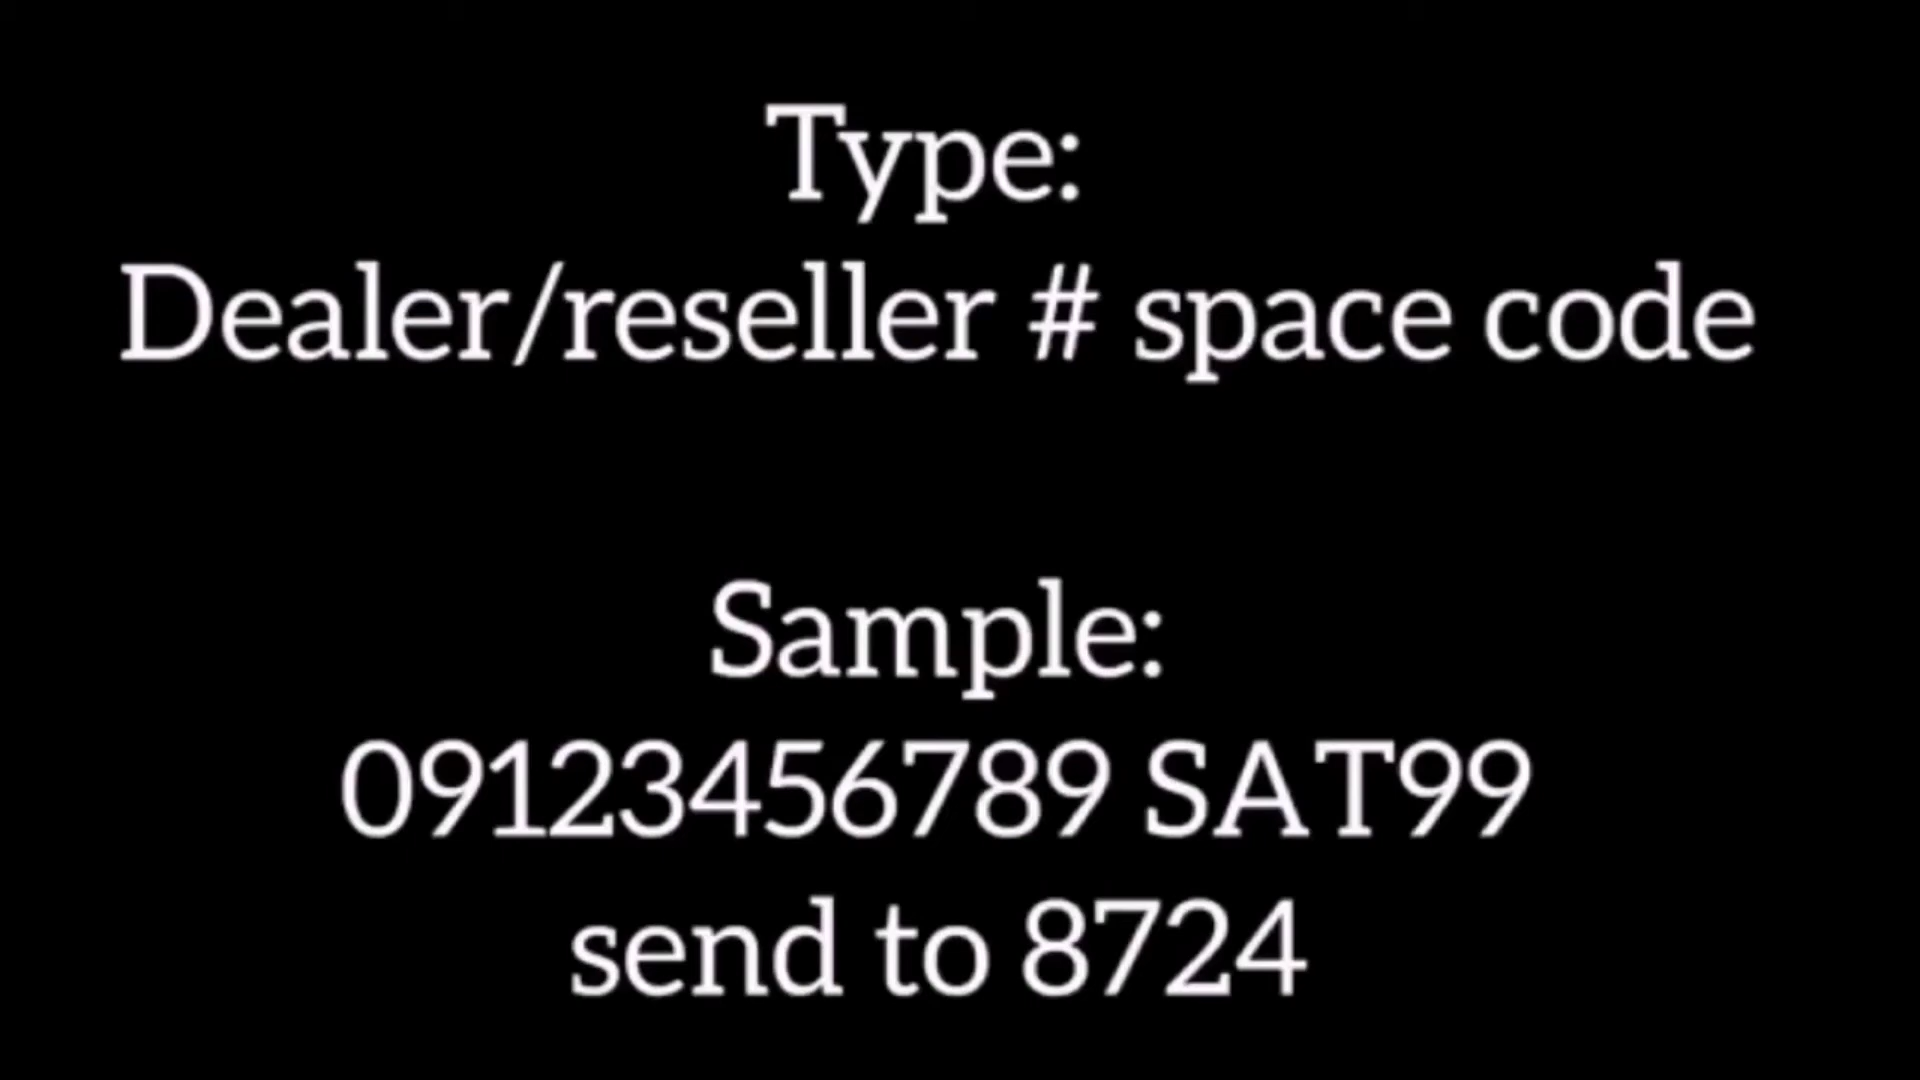 Type:
Dealer/reseller # space code
Sample:
09123456789 SAT99
send to 8724